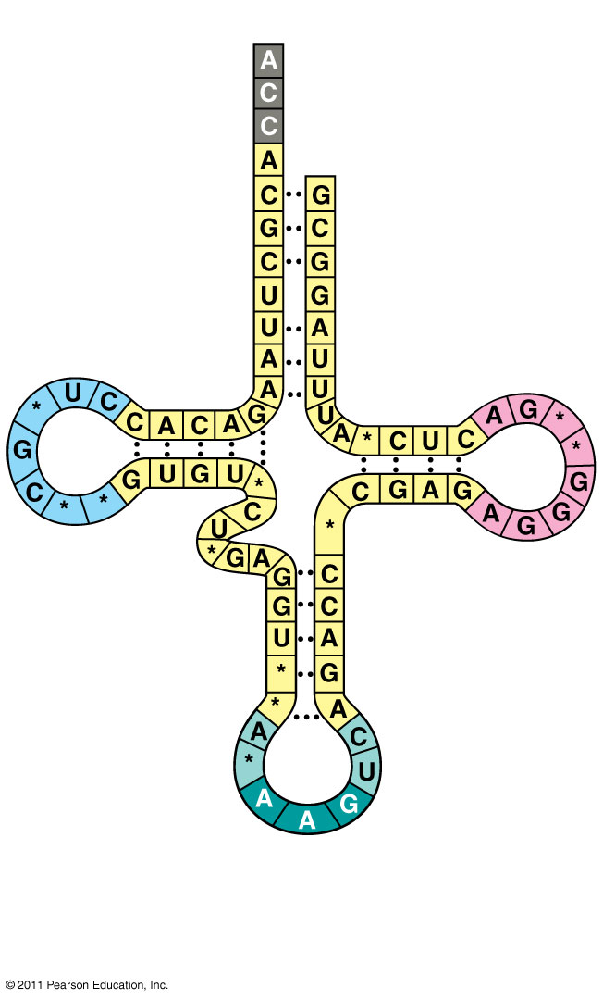 A
C
C
A
C G
G C
C G
U G
U A
A U
A U
* U C G U A G *
C A C A A * C U C *
G G U G U * C G A G G
C * * C A G G
U *
* G A G C
G C
U A
* G
* A
A C
* U
A A G
© 2011 Pearson Education, Inc.